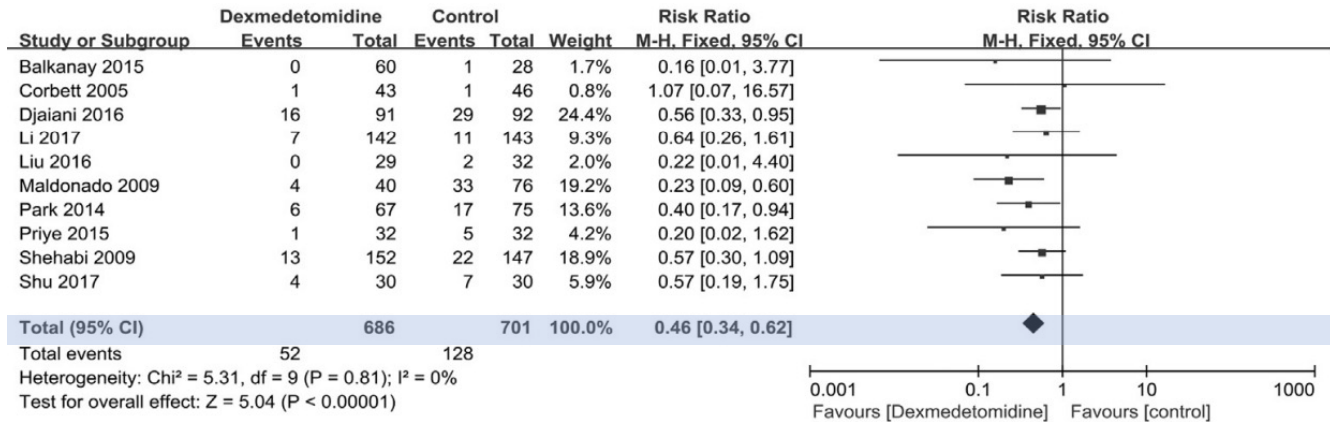 Dexmedetomidine Control Risk Ratio Risk Ratio
Study or Subgroup Events Total Events Total Weight M-H. Fixed. 95% CI M-H. Fixed. 95% CI
Balkanay 2015 0 60 1 28 1.7% 0.16 [0.01, 3.77]
Corbett 2005 1 43 1 46 0.8% 1.07 [0.07, 16.57]
Djaiani 2016 16 91 29 92 24.4% 0.56 [0.33, 0.95]
Li 2017 7 142 11 143 9.3% 0.64 [0.26, 1.61]
Liu 2016 0 29 2 32 2.0% 0.22 [0.01, 4.40]
Maldonado 2009 4 40 33 76 19.2% 0.23 [0.09, 0.60]
Park 2014 6 67 17 75 13.6% 0.40 [0.17, 0.94]
Priye 2015 1 32 5 32 4.2% 0.20 [0.02, 1.62]
Shehabi 2009 13 152 22 147 18.9% 0.57 [0.30, 1.09]
Shu 2017 4 30 7 30 5.9% 0.57 [0.19, 1.75]
Total (95% CI) 686 701 100.0% 0.46 [0.34, 0.62]
Total events 52 128
Heterogeneity: Chi² = 5.31, df = 9 (P = 0.81); I² = 0%
Test for overall effect: Z = 5.04 (P < 0.00001)
0.001 0.1 1 10 1000
Favours [Dexmedetomidine] Favours [control]